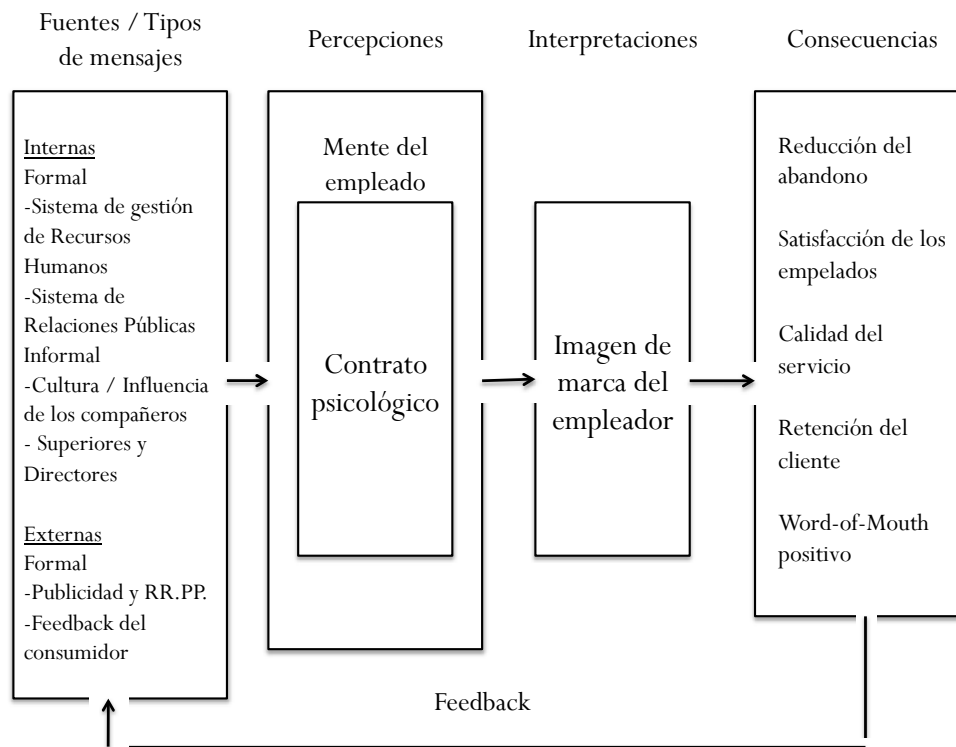 Fuentes / Tipos
de mensajes
Percepciones
Interpretaciones
Consecuencias
Internas
Formal
-Sistema de gestión
de Recursos
Humanos
-Sistema de
Relaciones Públicas
Informal
-Cultura / Influencia
de los compañeros
- Superiores y
Directores
Externas
Formal
-Publicidad y RR.PP.
-Feedback del
consumidor
Mente del
empleado
Contrato
psicológico
Imagen de
marca del
empleador
Reducción del
abandono
Satisfacción de los
empelados
Calidad del
servicio
Retención del
cliente
Word-of-Mouth
positivo
Feedback